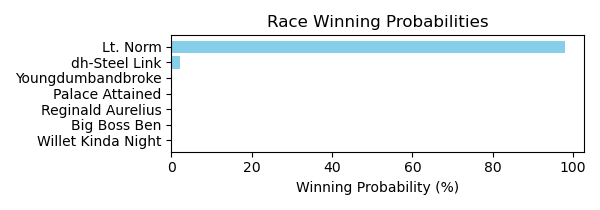 Race Winning Probabilities
Lt. Norm
dh-Steel Link
Youngdumbandbroke
Palace Attained
Reginald Aurelius
Big Boss Ben
Willet Kinda Night
0 20 40 60 80 100
Winning Probability (%)